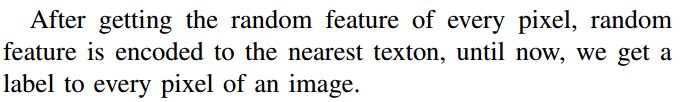 After getting the random feature of every pixel, random
feature is encoded to the nearest texton, until now, we get a
label to every pixel of an image.